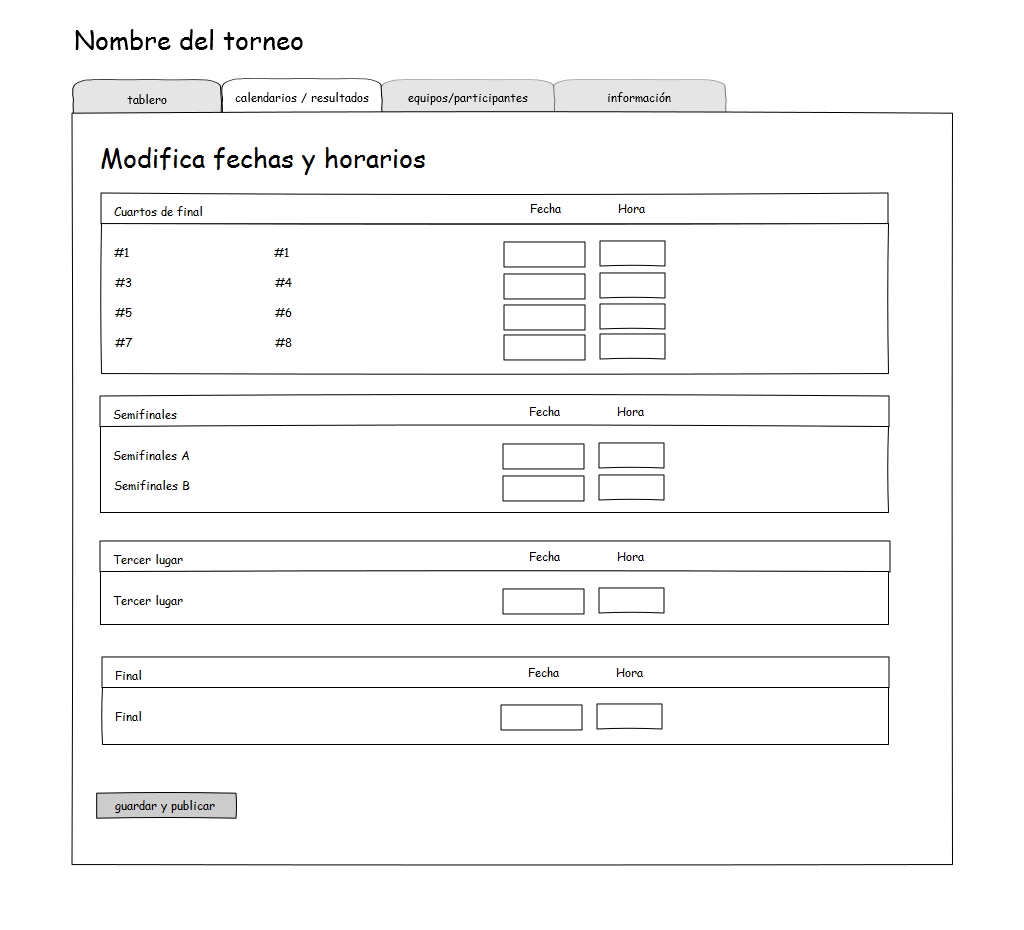 Nombre del torneo
tablero calendarios / resultados equipos/participantes información
Modifica fechas y horarios
Cuartos de final Fecha Hora
#1 #1
#3 #4
#5 #6
#7 #8
Semifinales Fecha Hora
Semifinales A
Semifinales B
Tercer lugar Fecha Hora
Tercer lugar
Final Fecha Hora
Final
guardar y publicar